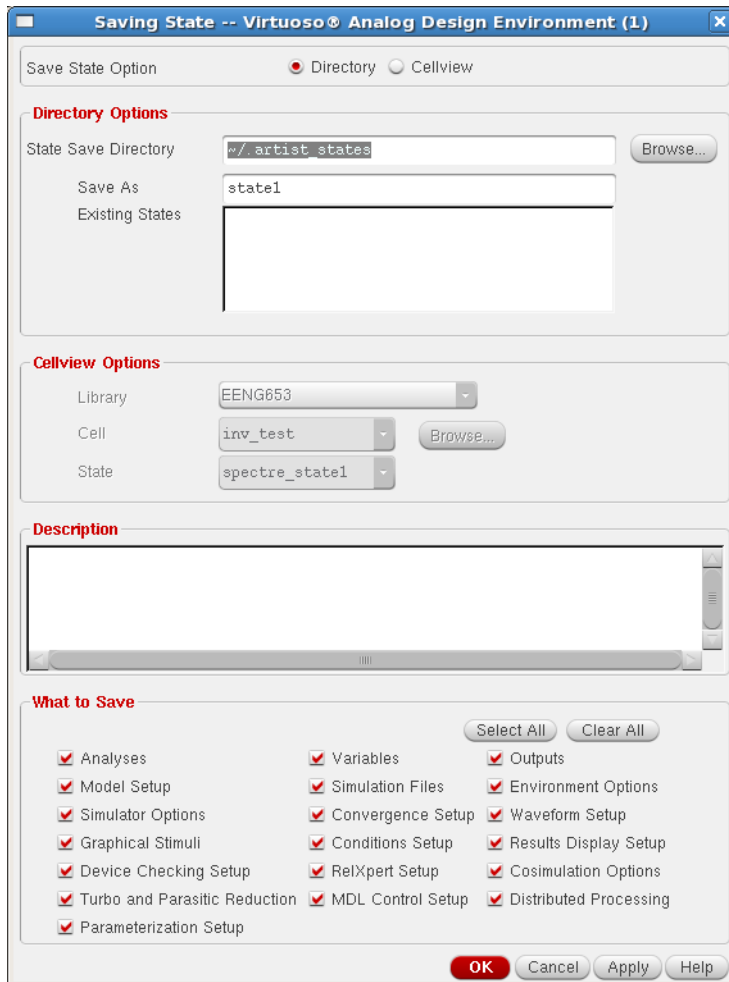 Saving State -- Virtuoso® Analog Design Environment (1)
Save State Option Directory Cellview
Directory Options
State Save Directory ~/.artist_states Browse...
Save As state1
Existing States
Cellview Options
Library EENG653
Cell inv_test Browse...
State spectre_state1
Description
What to Save
Select All Clear All
Analyses Variables Outputs
Model Setup Simulation Files Environment Options
Simulator Options Convergence Setup Waveform Setup
Graphical Stimuli Conditions Setup Results Display Setup
Device Checking Setup RelXpert Setup Cosimulation Options
Turbo and Parasitic Reduction MDL Control Setup Distributed Processing
Parameterization Setup
OK Cancel Apply Help